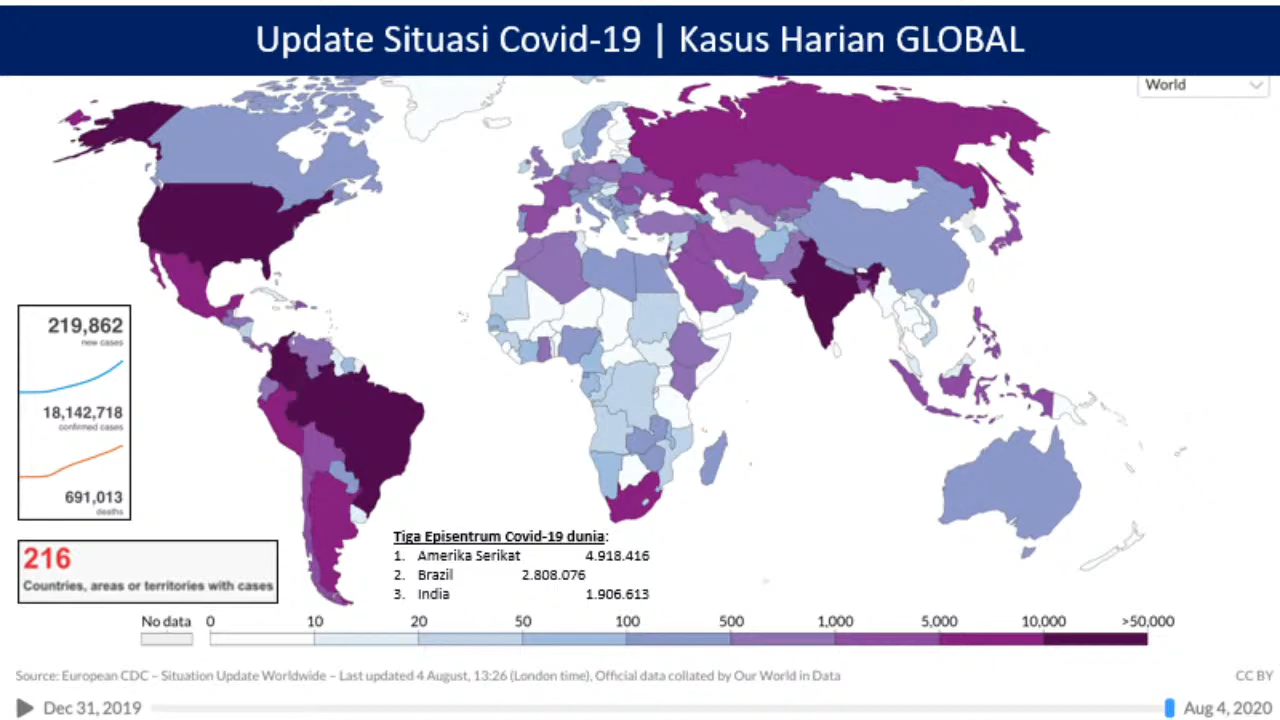 Update Situasi Covid-19 | Kasus Harian GLOBAL
World
219,862
new cases
18,142,718
confirmed cases
691,013
deaths
216
Countries, areas or territories with cases
Tiga Episentrum Covid-19 dunia:
1. Amerika Serikat 4.918.416
2. Brazil 2.808.076
3. India 1.906.613
No data 0 10 20 50 100 500 1,000 5,000 10,000 >50,000
Source: European CDC – Situation Update Worldwide – Last updated 4 August, 13:26 (London time), Official data collated by Our World in Data
CC BY
Dec 31, 2019
Aug 4, 2020